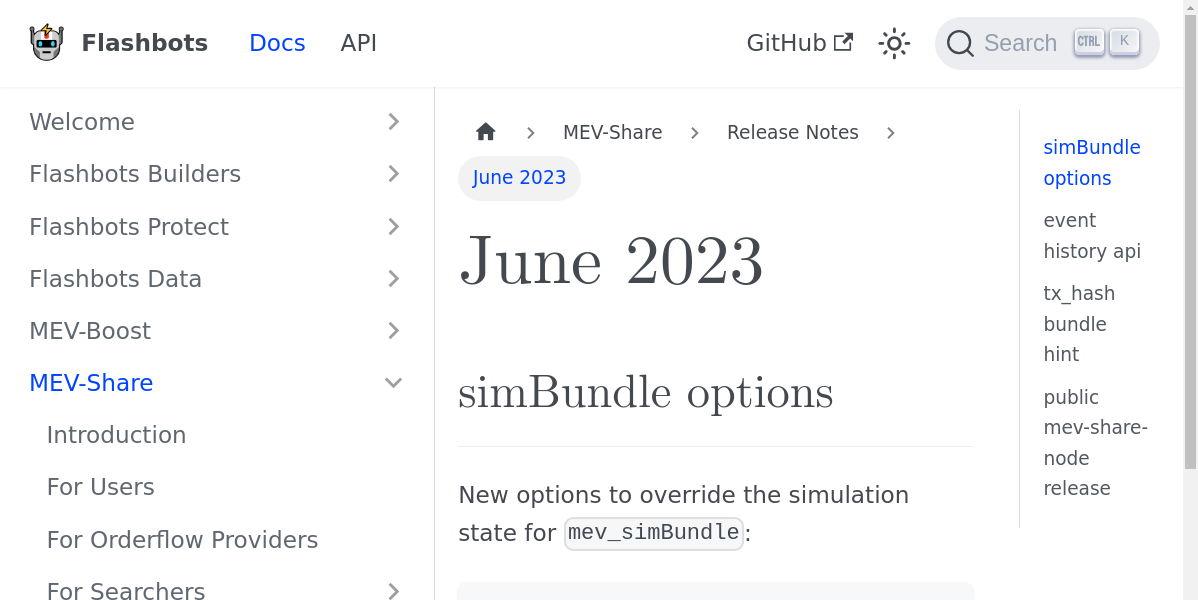 Flashbots
Docs
API
GitHub
Search
CTRL
K
Welcome
Flashbots Builders
Flashbots Protect
Flashbots Data
MEV-Boost
MEV-Share
Introduction
For Users
For Orderflow Providers
For Searchers
MEV-Share
Release Notes
June 2023
June 2023
simBundle options
New options to override the simulation
state for mev_simBundle:
simBundle
options
event
history api
tx_hash
bundle
hint
public
mev-share-
node
release